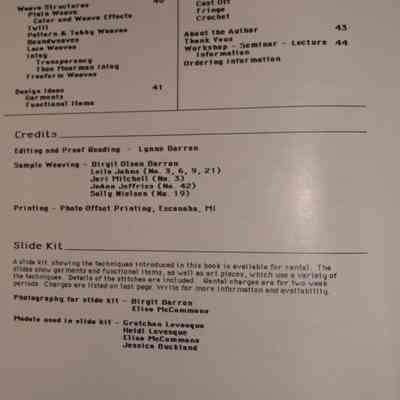 Weave Structures 40
Plain Weave
Color and Weave Effects
Twill
Pattern & Tabby Weaves
Boundweaves
Lace Weaves
Inlay
Transparency
Theo Moorman Inlay
Freeform Weaves
Design Ideas 41
Garments
Functional Items
Cast Off
Fringe
Crochet
About the Author 43
Thank Yous
Workshop - Seminar - Lecture 44
Information
Ordering Information
Credits
Editing and Proof Reading - Lynne Barron
Sample Weaving - Birgit Olsen Barron
Leila Johns (No. 3, 6, 9, 21)
Jeri Mitchell (No. 3)
JoAnn Jeffries (No. 42)
Sally Nielsen (No. 19)
Printing - Photo Offset Printing, Escanaba, MI
Slide Kit
A slide kit, showing the techniques introduced in this book is available for rental. The
slides show garments and functional items, as well as art pieces, which use a variety of
the techniques. Details of the stitches are included. Rental charges are for two week
periods. Charges are listed on last page. Write for more information and availability.
Photography for slide kit - Birgit Barron
Elise McCommons
Models used in slide kit - Gretchen Levesque
Heidi Levesque
Elise McCommons
Jessica Buckland